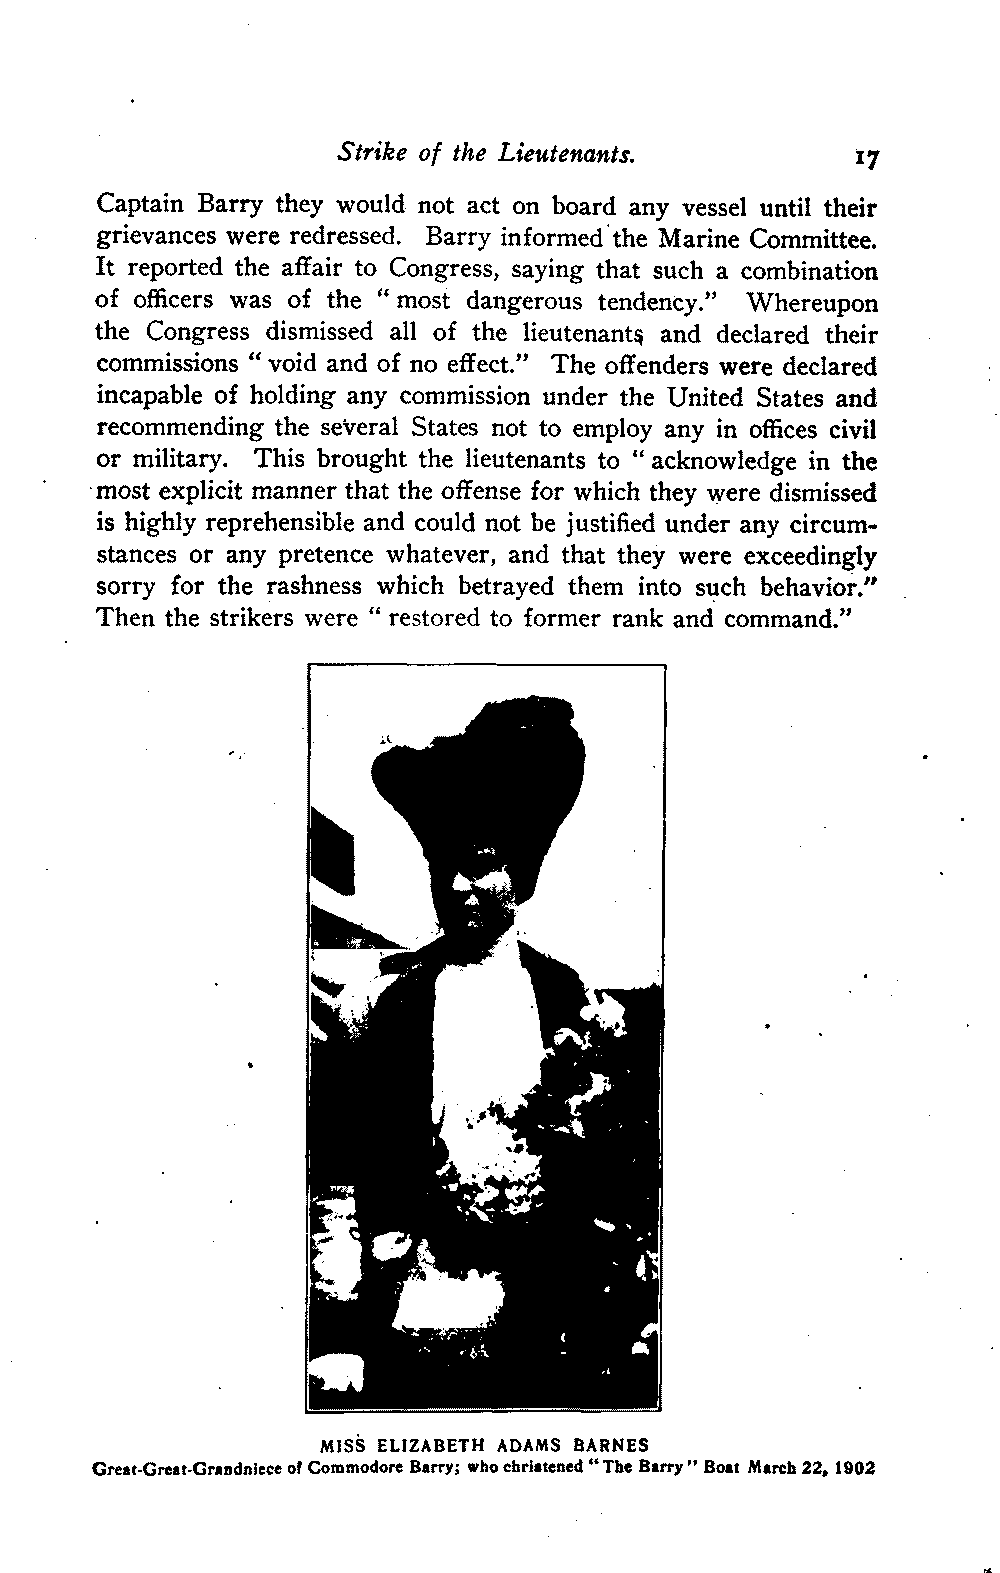 Strike of the Lieutenants. 17
Captain Barry they would not act on board any vessel until their
grievances were redressed. Barry informed the Marine Committee.
It reported the affair to Congress, saying that such a combination
of officers was of the “ most dangerous tendency.” Whereupon
the Congress dismissed all of the lieutenants and declared their
commissions “ void and of no effect.” The offenders were declared
incapable of holding any commission under the United States and
recommending the several States not to employ any in offices civil
or military. This brought the lieutenants to “ acknowledge in the
most explicit manner that the offense for which they were dismissed
is highly reprehensible and could not be justified under any circum-
stances or any pretence whatever, and that they were exceedingly
sorry for the rashness which betrayed them into such behavior.”
Then the strikers were “ restored to former rank and command.”
MISS ELIZABETH ADAMS BARNES
Great-Great-Grandniece of Commodore Barry; who christened “ The Barry ” Boat March 22, 1902